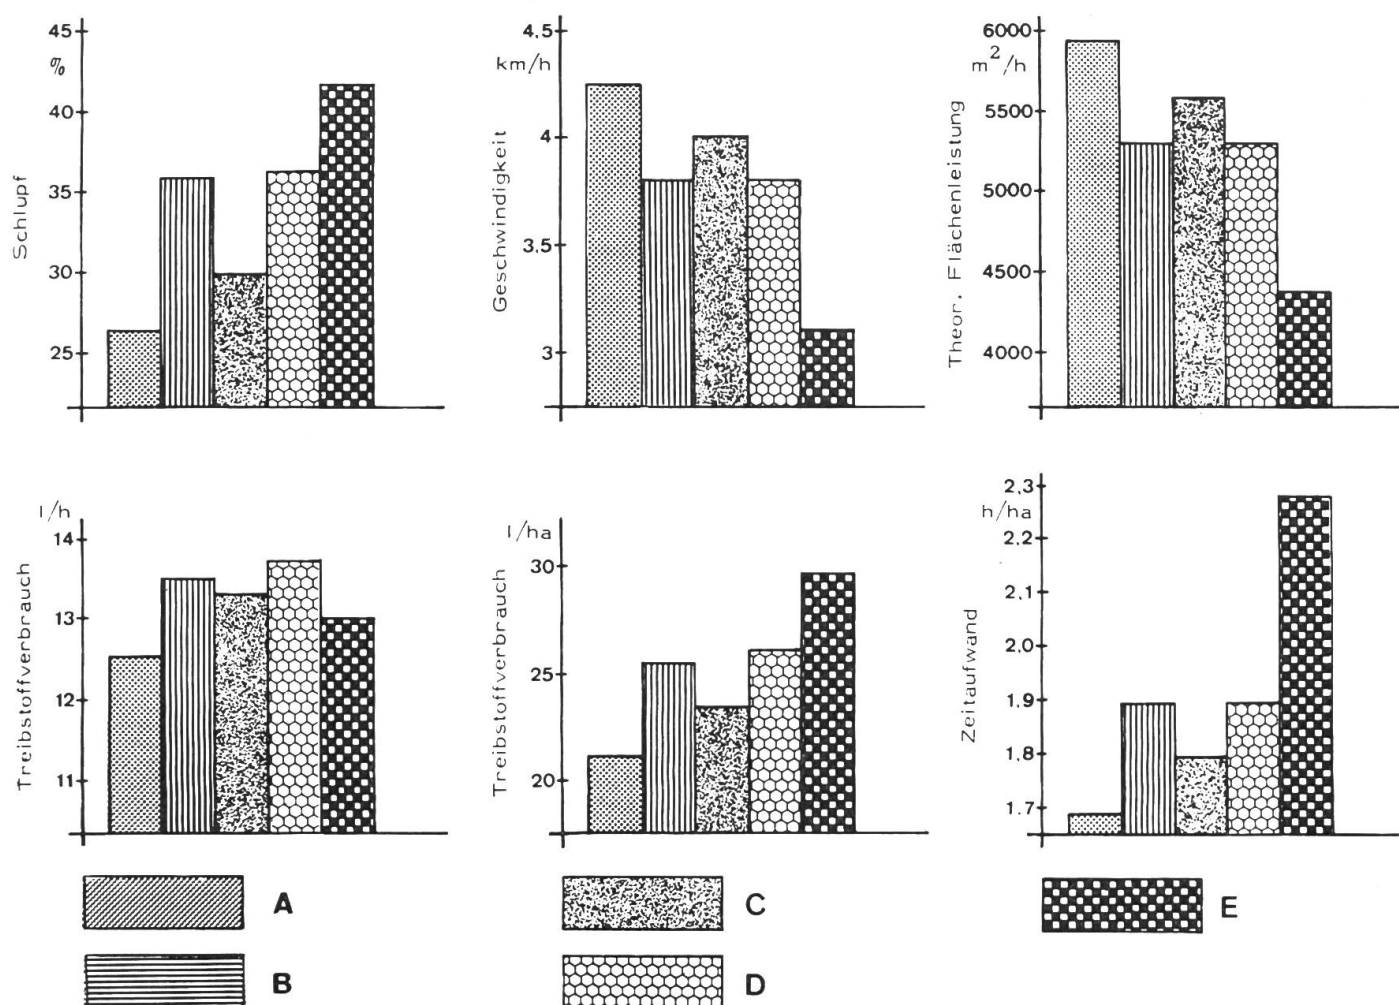 45
%
40
35
30
25
Schlupf
4,5
km/h
4
3,5
3
Geschwindigkeit
6000
m²/h
5500
5000
4500
4000
Theor. Flächenleistung
l/h
14
13
12
11
Treibstoffverbrauch
l/ha
30
25
20
Treibstoffverbrauch
2,3
h/ha
2,2
2,1
2,0
1,9
1.8
1.7
Zeitaufwand
A
C
E
B
D